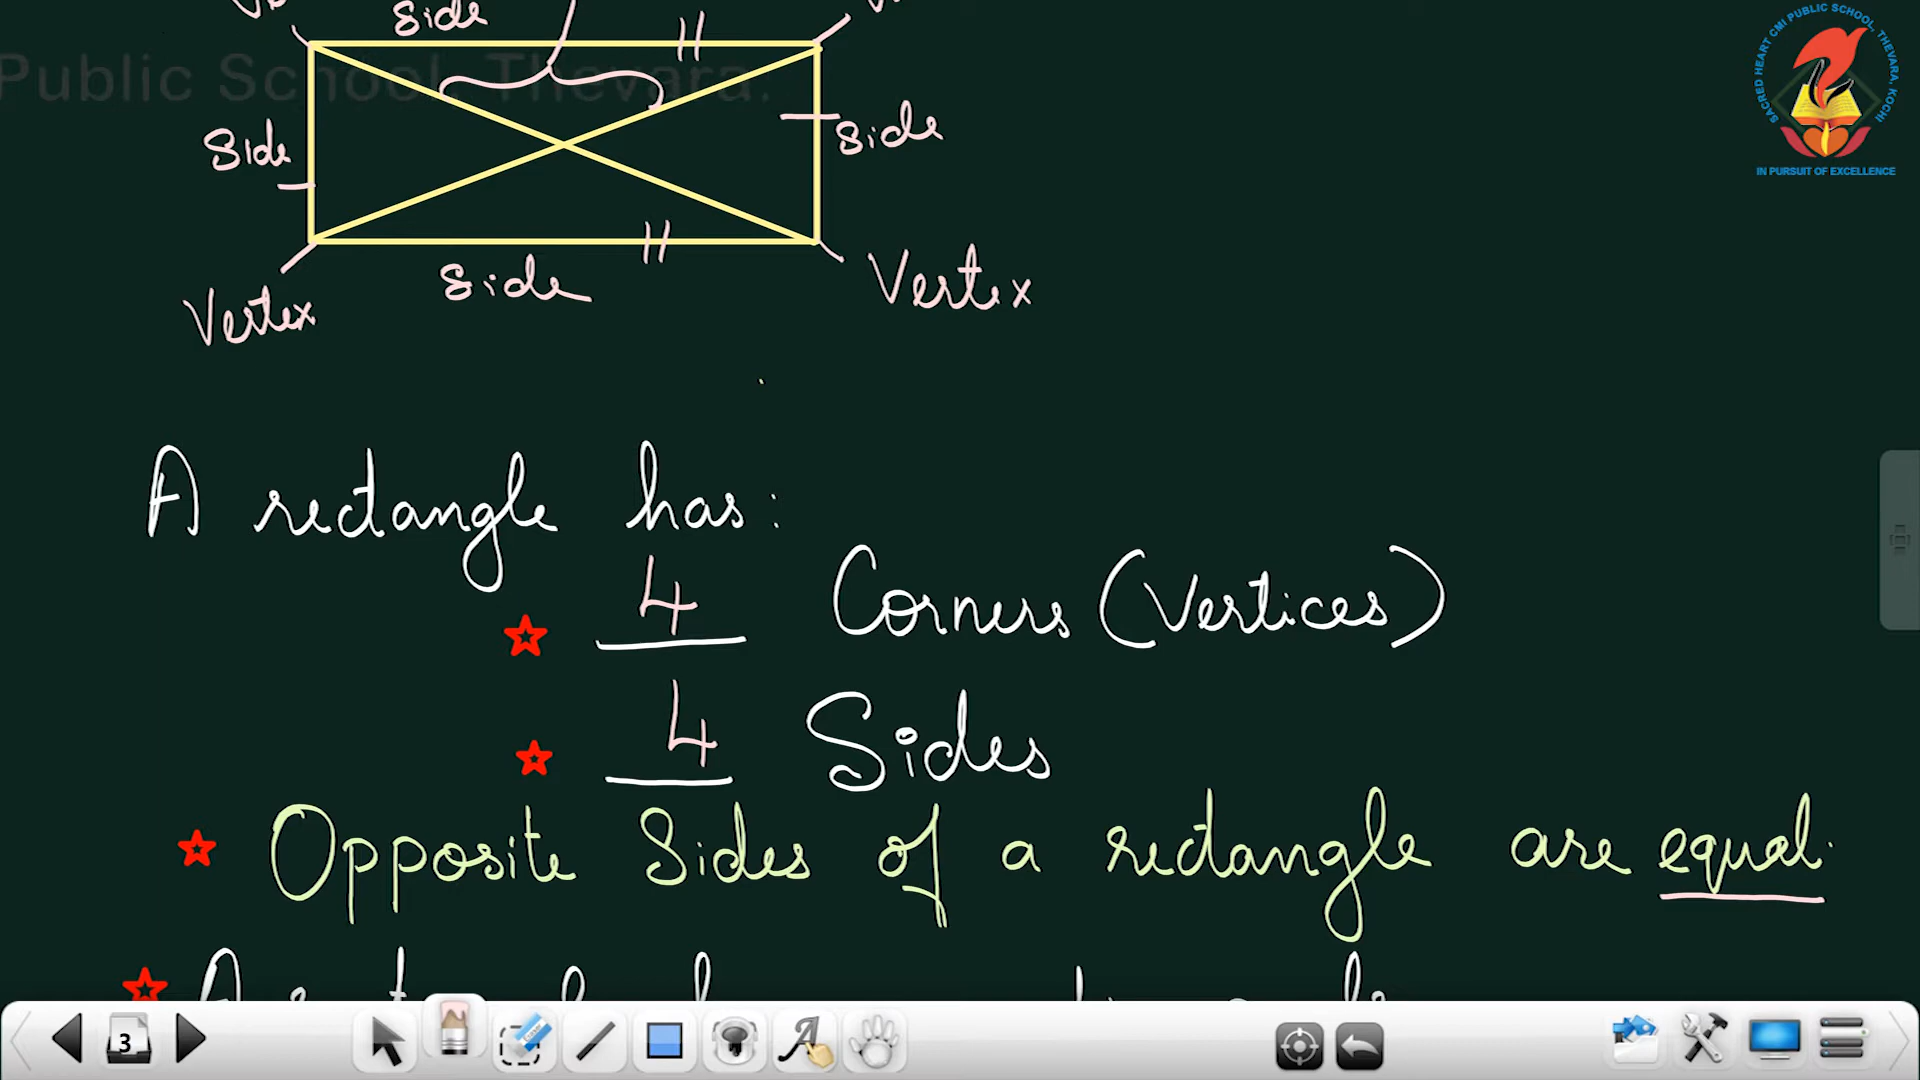 Side
Public School, Thevara.
Side
Side
Side
Vertex
Vertex
A rectangle has:
4 Corners (Vertices)
4 Sides
Opposite Sides of a rectangle are equal.
SACRED HEART CMI PUBLIC SCHOOL, THEVARA, KOCHI
IN PURSUIT OF EXCELLENCE
3